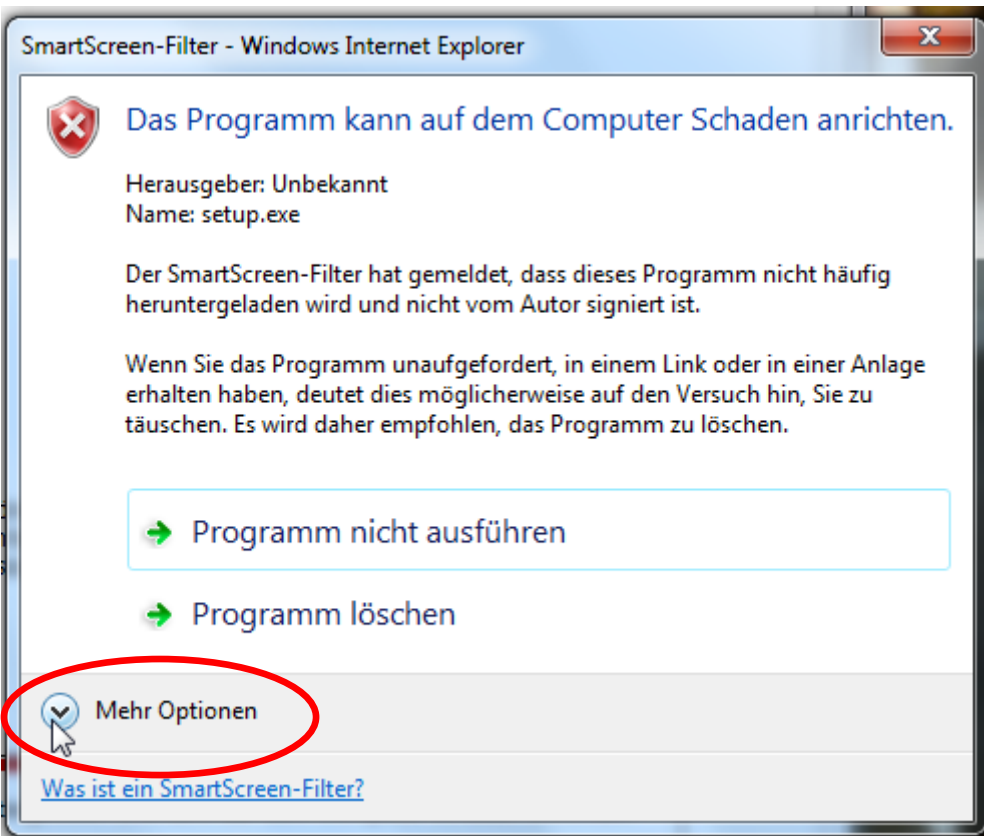 SmartScreen-Filter - Windows Internet Explorer
Das Programm kann auf dem Computer Schaden anrichten.
Herausgeber: Unbekannt
Name: setup.exe
Der SmartScreen-Filter hat gemeldet, dass dieses Programm nicht häufig
heruntergeladen wird und nicht vom Autor signiert ist.
Wenn Sie das Programm unaufgefordert, in einem Link oder in einer Anlage
erhalten haben, deutet dies möglicherweise auf den Versuch hin, Sie zu
täuschen. Es wird daher empfohlen, das Programm zu löschen.
Programm nicht ausführen
Programm löschen
Mehr Optionen
Was ist ein SmartScreen-Filter?